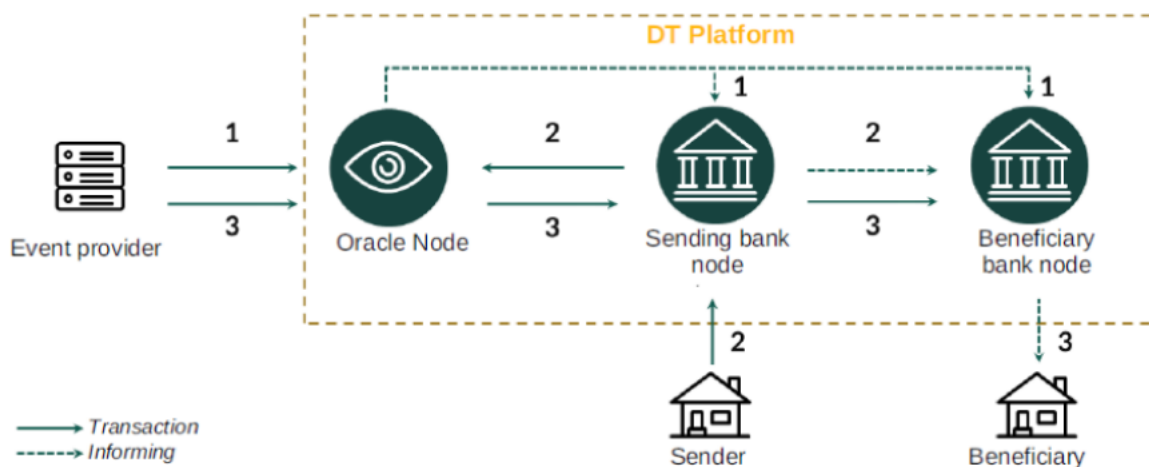 DT Platform
1
1
1
2
2
3
3
3
Event provider
Oracle Node
Sending bank
node
Beneficiary
bank node
2
3
Transaction
Informing
Sender
Beneficiary